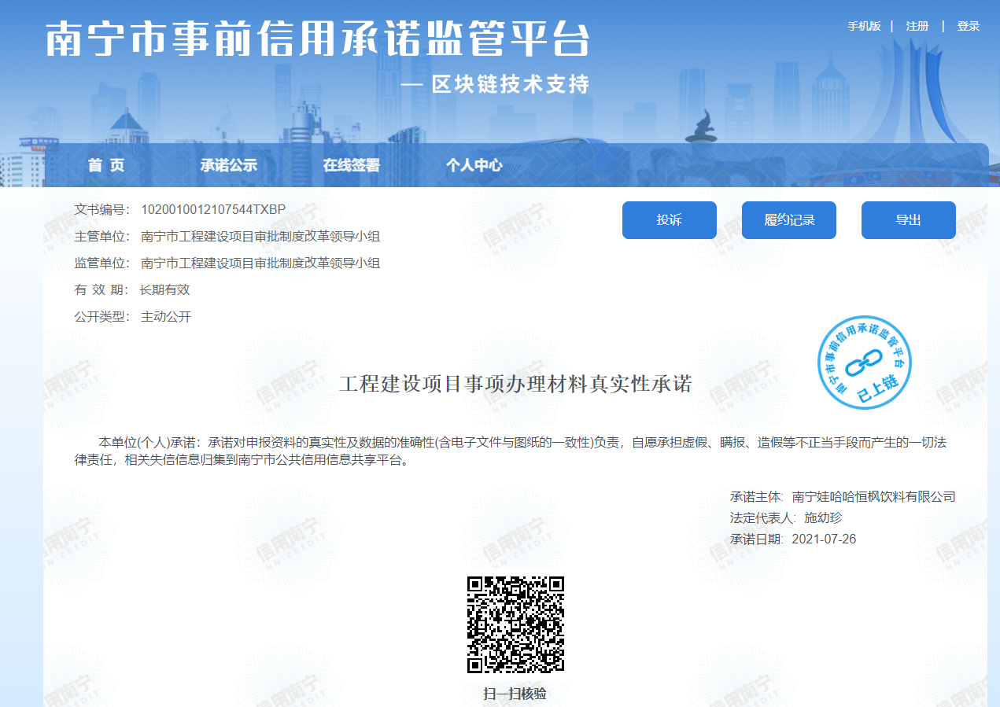 南宁市事前信用承诺监管平台
手机版 | 注册 | 登录
— 区块链技术支持
首 页 承诺公示 在线签署 个人中心
文书编号： 1020010012107544TXBP
投诉 履约记录 导出
主管单位： 南宁市工程建设项目审批制度改革领导小组
监管单位： 南宁市工程建设项目审批制度改革领导小组
有 效 期： 长期有效
公开类型： 主动公开
南宁市事前信用承诺监管平台
已上链
工程建设项目事项办理材料真实性承诺
本单位(个人)承诺：承诺对申报资料的真实性及数据的准确性(含电子文件与图纸的一致性)负责，自愿承担虚假、瞒报、造假等不正当手段而产生的一切法
律责任，相关失信信息归集到南宁市公共信用信息共享平台。
承诺主体: 南宁娃哈哈恒枫饮料有限公司
法定代表人: 施幼珍
承诺日期: 2021-07-26
扫一扫核验
信用南宁
NN CREDIT